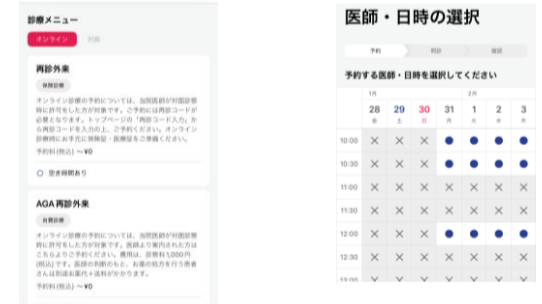 診療メニュー
オンライン
対面
再診外来
保険診療
オンライン診療の予約については、当院医師が対面診察
時に許可をした方が対象です。ご予約には再診コードが
必要となります。トップページの「再診コード入力」か
ら再診コードを入力の上、ご予約ください。オンライン
診療時にお手元に保険証・医療証をご準備ください。
予約料(税込) 〜¥0
空き時間あり
AGA再診外来
自費診療
オンライン診療の予約については、当院医師が対面診察
時に許可をした方が対象です。医師より案内された方は
こちらよりご予約ください。費用は、診察料1,000円
(税込)です。医師の判断のもと、お薬の処方を行う患者
さんは別途お薬代+送料がかかります。
予約料(税込) 〜¥0
医師・日時の選択
予約
問診
確認
予約する医師・日時を選択してください
1月 2月
28 29 30 31 1 2 3
金 土 日 月 火 水 木
10:00 × × × ● ● ● ●
10:30 × × × ● ● ● ●
11:00 × × × × × × ×
11:30 × × × × × × ×
12:00 × × × ● ● ● ●
12:30 × × × × × × ×
13:00 × × × × × × ×